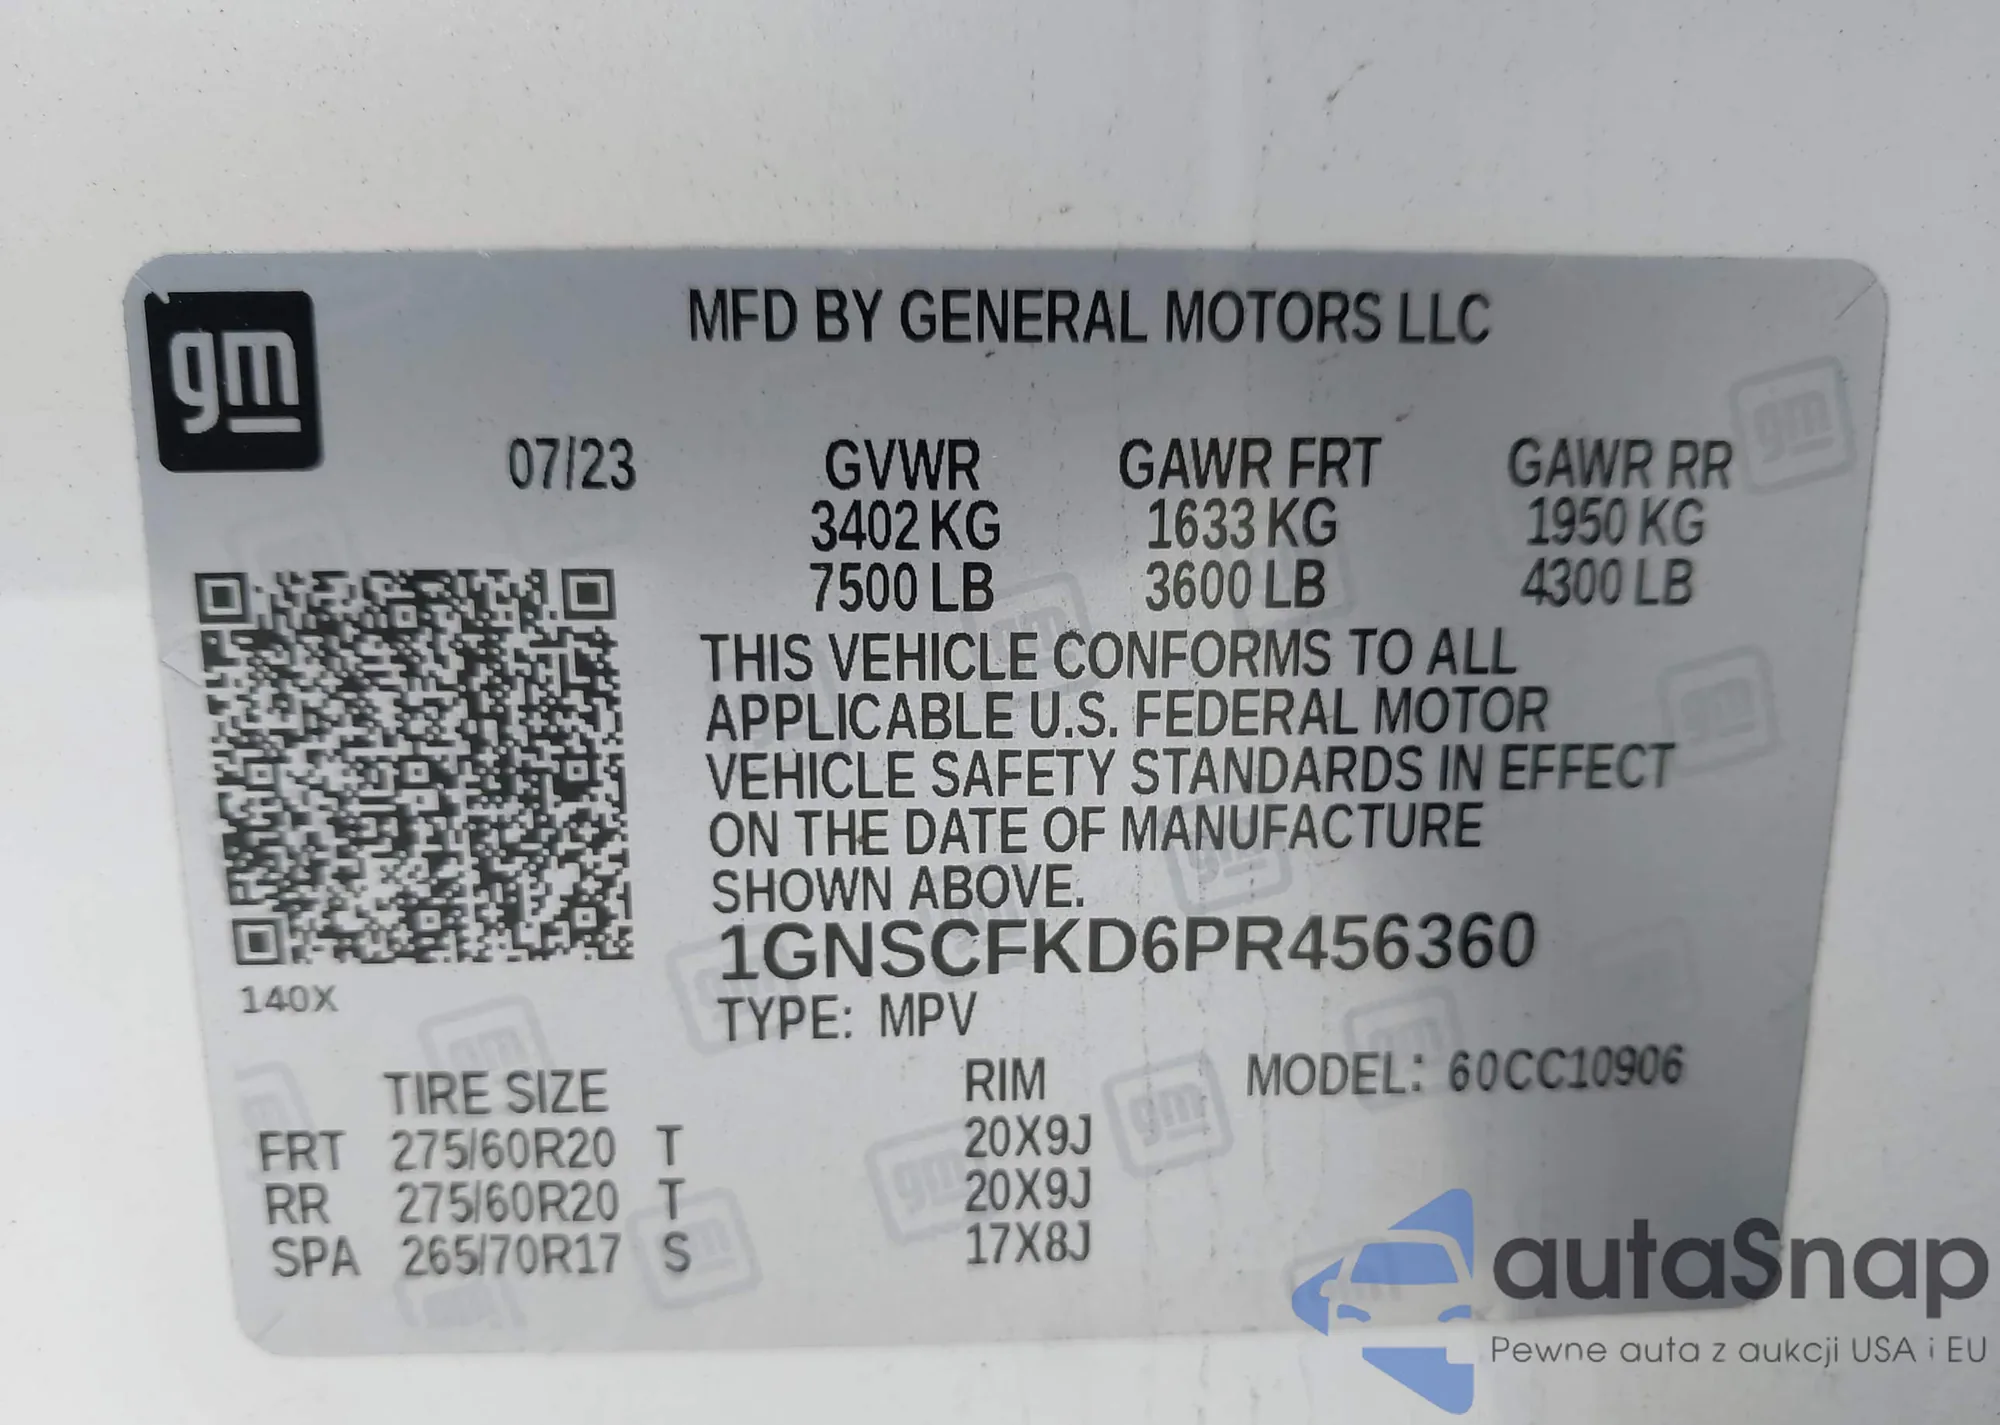 gm
MFD BY GENERAL MOTORS LLC
07/23 GVWR GAWR FRT GAWR RR
3402 KG 1633 KG 1950 KG
7500 LB 3600 LB 4300 LB
THIS VEHICLE CONFORMS TO ALL
APPLICABLE U.S. FEDERAL MOTOR
VEHICLE SAFETY STANDARDS IN EFFECT
ON THE DATE OF MANUFACTURE
SHOWN ABOVE.
1GNSCFKD6PR456360
140X
TYPE: MPV
TIRE SIZE RIM MODEL: 60CC10906
FRT 275/60R20 T 20X9J
RR 275/60R20 T 20X9J
SPA 265/70R17 S 17X8J
autaSnap
Pewne auta z aukcji USA i EU